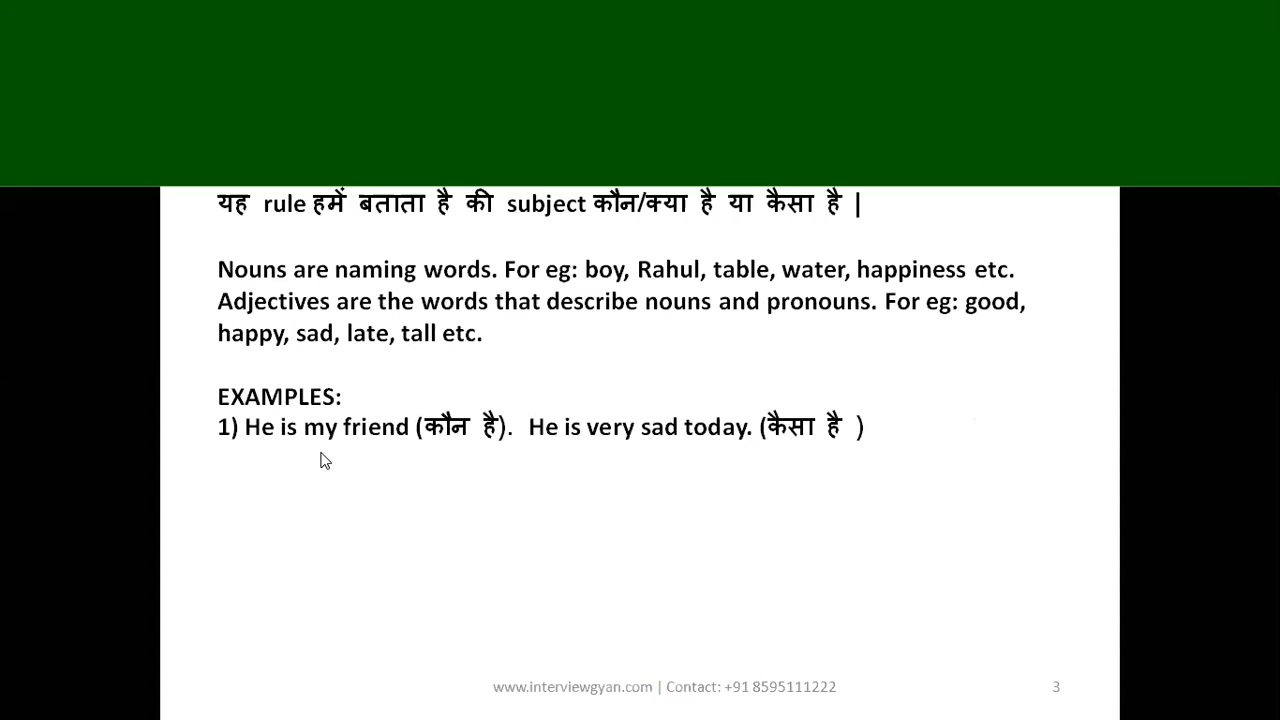 यह rule हमें बताता है की subject कौन/क्या है या कैसा है |
Nouns are naming words. For eg: boy, Rahul, table, water, happiness etc.
Adjectives are the words that describe nouns and pronouns. For eg: good,
happy, sad, late, tall etc.
EXAMPLES:
1) He is my friend (कौन है). He is very sad today. (कैसा है )
www.interviewgyan.com | Contact: +91 8595111222
3